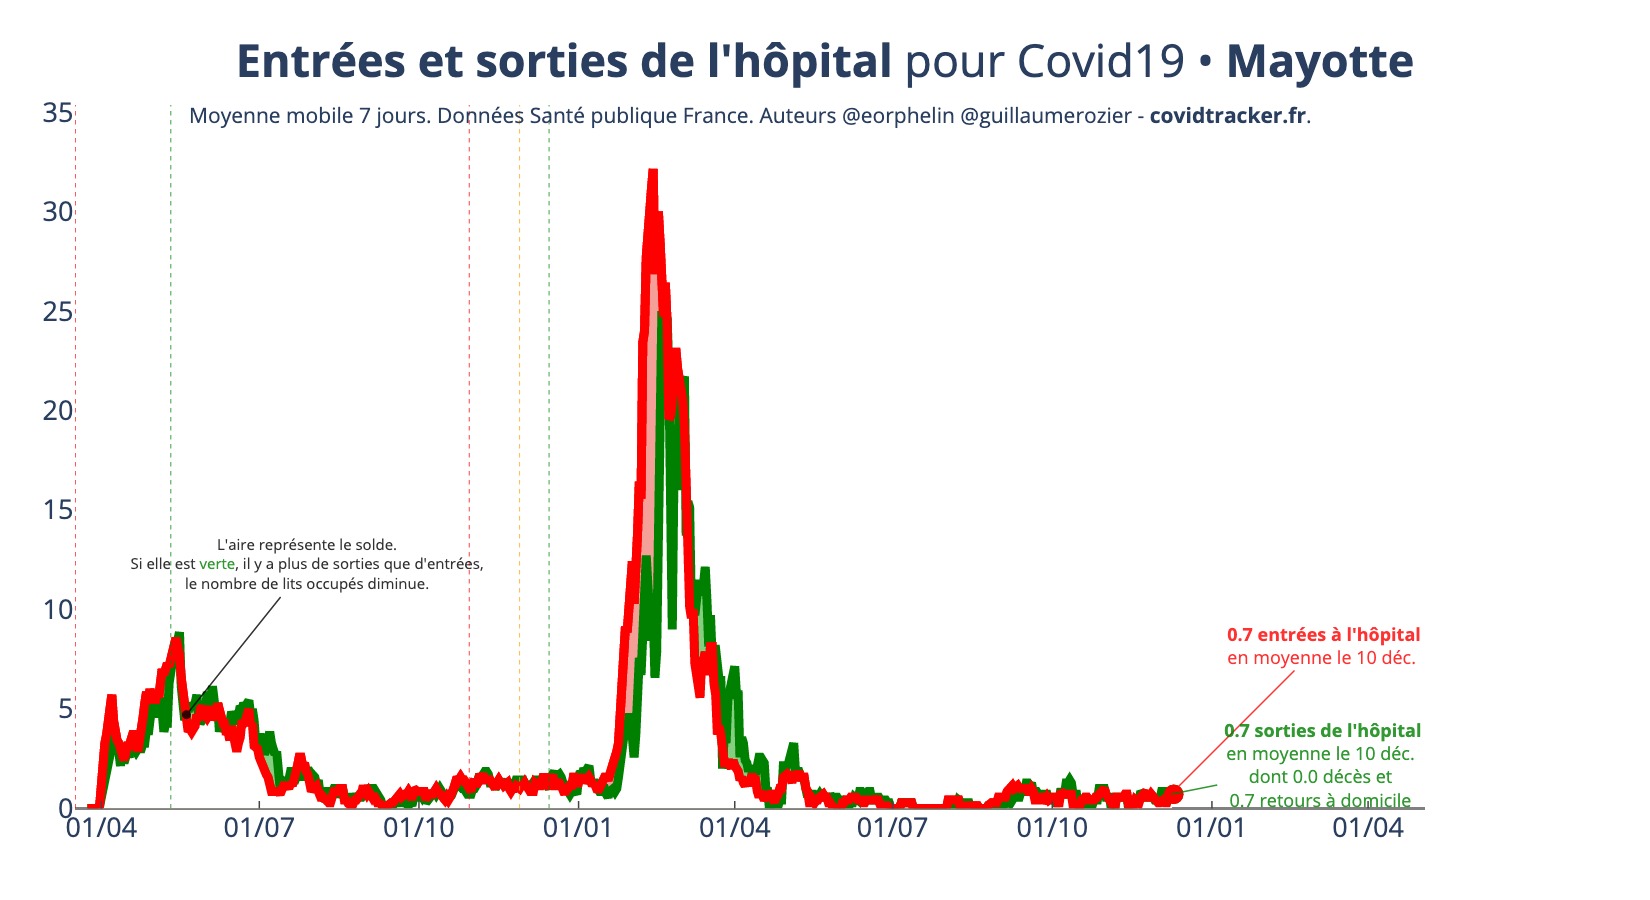 Entrées et sorties de l'hôpital pour Covid19 • Mayotte
Moyenne mobile 7 jours. Données Santé publique France. Auteurs @eorphelin @guillaumerozier - covidtracker.fr.
35
30
25
20
15
10
5
0
L'aire représente le solde.
Si elle est verte, il y a plus de sorties que d'entrées,
le nombre de lits occupés diminue.
0.7 entrées à l'hôpital
en moyenne le 10 déc.
0.7 sorties de l'hôpital
en moyenne le 10 déc.
dont 0.0 décès et
0.7 retours à domicile
01/04 01/07 01/10 01/01 01/04 01/07 01/10 01/01 01/04